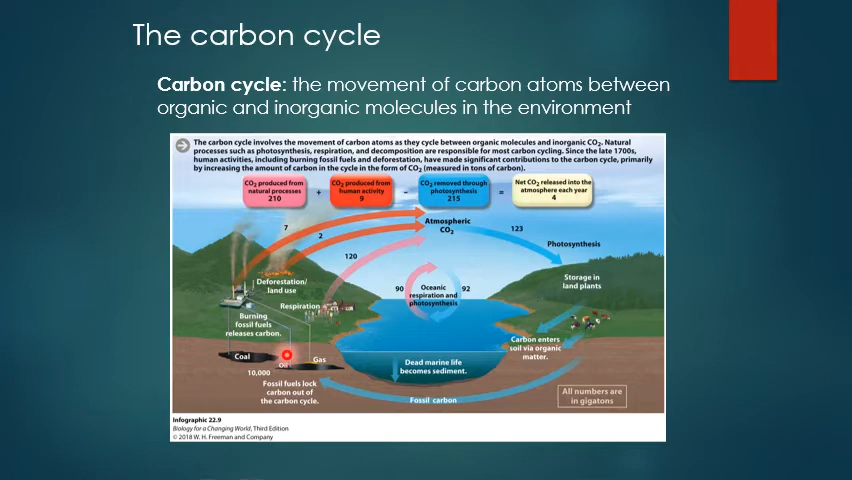 The carbon cycle
Carbon cycle: the movement of carbon atoms between
organic and inorganic molecules in the environment
The carbon cycle involves the movement of carbon atoms as they cycle between organic molecules and inorganic CO₂. Natural
processes such as photosynthesis, respiration, and decomposition are responsible for most carbon cycling. Since the late 1700s,
human activities, including burning fossil fuels and deforestation, have made significant contributions to the carbon cycle, primarily
by increasing the amount of carbon in the cycle in the form of CO₂ (measured in tons of carbon).
CO₂ produced from
natural processes
210
+
CO₂ produced from
human activity
9
–
CO₂ removed through
photosynthesis
215
=
Net CO₂ released into the
atmosphere each year
4
7
2
120
Atmospheric
CO₂
123
Photosynthesis
Deforestation/
land use
Respiration
90
Oceanic
respiration and
photosynthesis
92
Storage in
land plants
Burning
fossil fuels
releases carbon.
Carbon enters
soil via organic
matter.
Coal
Oil
Gas
10,000
Dead marine life
becomes sediment.
Fossil fuels lock
carbon out of
the carbon cycle.
Fossil carbon
All numbers are
in gigatons
Infographic 22.9
Biology for a Changing World, Third Edition
© 2018 W. H. Freeman and Company